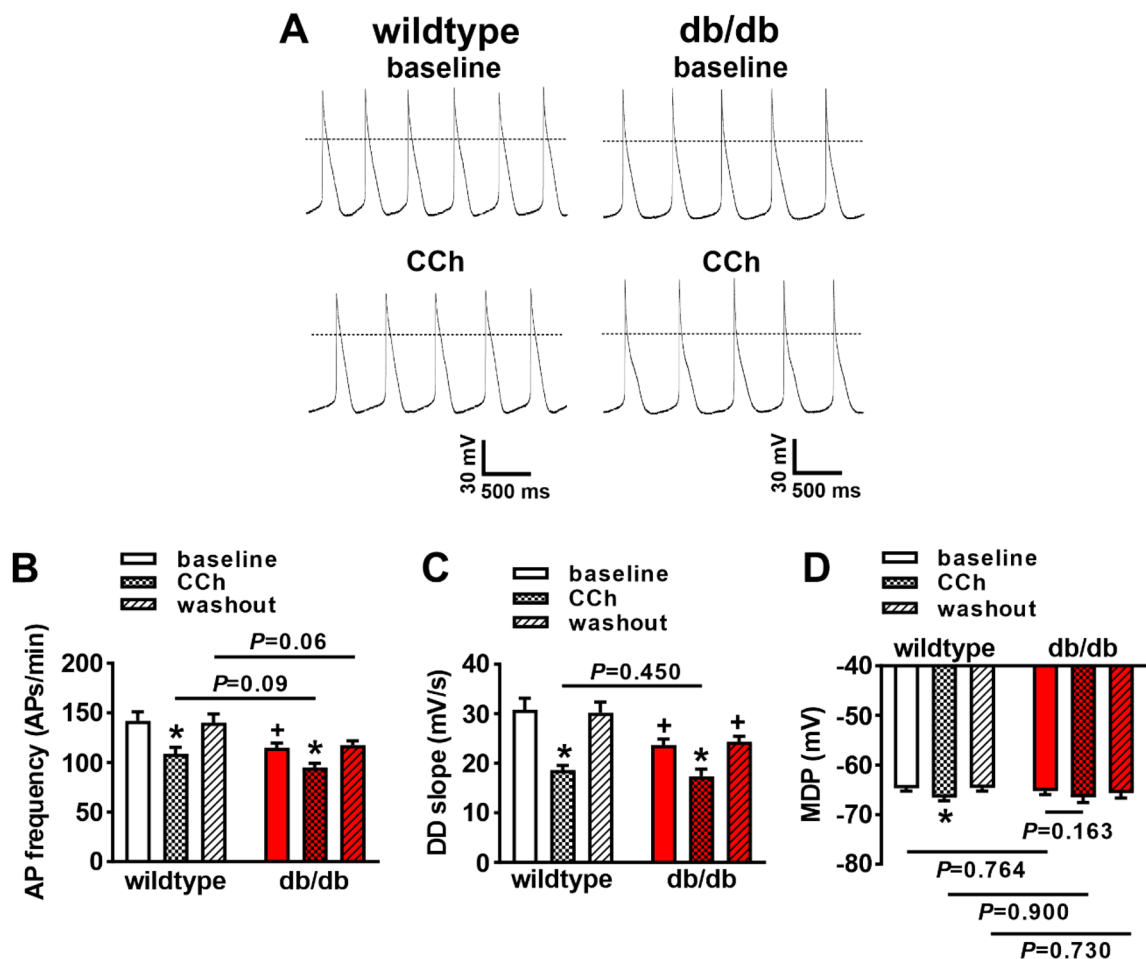 A
wildtype
db/db
baseline
baseline
CCh
CCh
30 mV
500 ms
30 mV
500 ms
B
baseline
CCh
washout
AP frequency (APs/min)
P=0.06
P=0.09
200
150
100
50
0
*
+
*
wildtype
db/db
C
baseline
CCh
washout
DD slope (mV/s)
P=0.450
40
30
20
10
0
*
+
*
+
wildtype
db/db
D
baseline
CCh
washout
wildtype
db/db
MDP (mV)
-40
-50
-60
-70
-80
*
P=0.163
P=0.764
P=0.900
P=0.730